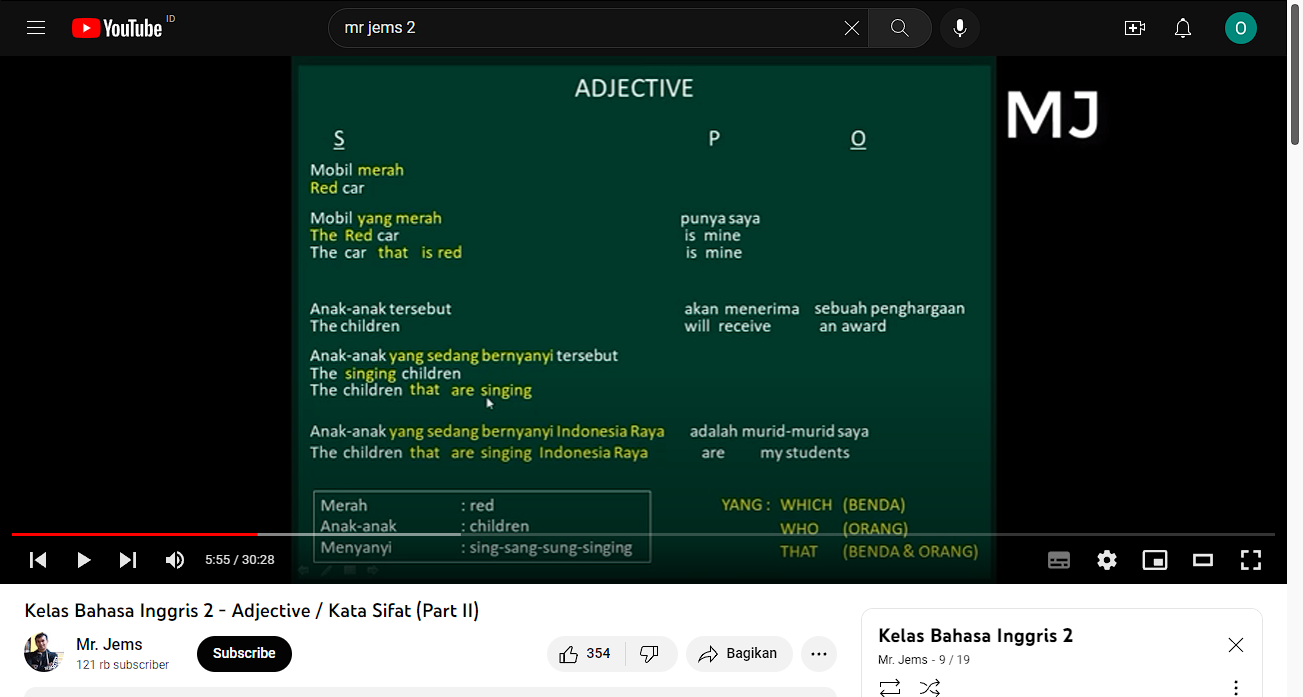 YouTube ID
mr jems 2
O
ADJECTIVE
MJ
S P O
Mobil merah
Red car
Mobil yang merah punya saya
The Red car is mine
The car that is red is mine
Anak-anak tersebut akan menerima sebuah penghargaan
The children will receive an award
Anak-anak yang sedang bernyanyi tersebut
The singing children
The children that are singing
Anak-anak yang sedang bernyanyi Indonesia Raya adalah murid-murid saya
The children that are singing Indonesia Raya are my students
Merah : red YANG : WHICH (BENDA)
Anak-anak : children WHO (ORANG)
Menyanyi : sing-sang-sung-singing THAT (BENDA & ORANG)
5:55 / 30:28
Kelas Bahasa Inggris 2 - Adjective / Kata Sifat (Part II)
Mr. Jems
121 rb subscriber
Subscribe
354
Bagikan
Kelas Bahasa Inggris 2
Mr. Jems - 9 / 19